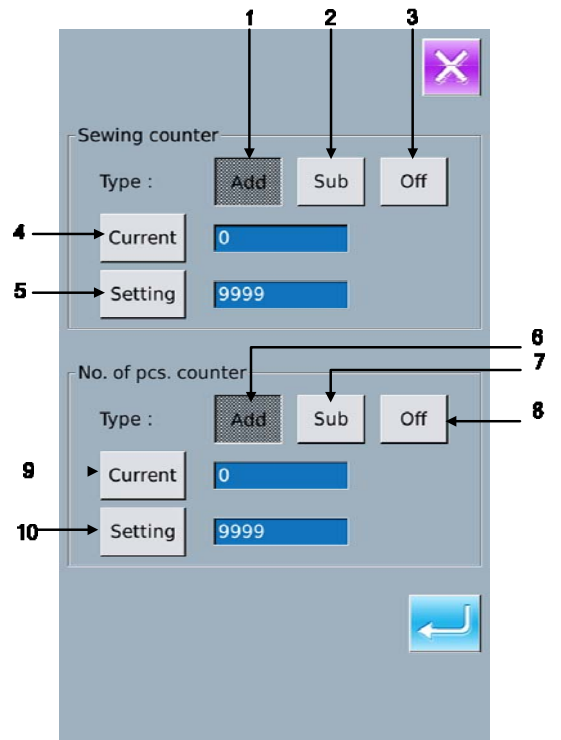 1 2 3
Sewing counter
Type : Add Sub Off
4 Current 0
5 Setting 9999
6
No. of pcs. counter 7
Type : Add Sub Off 8
9 Current 0
10 Setting 9999